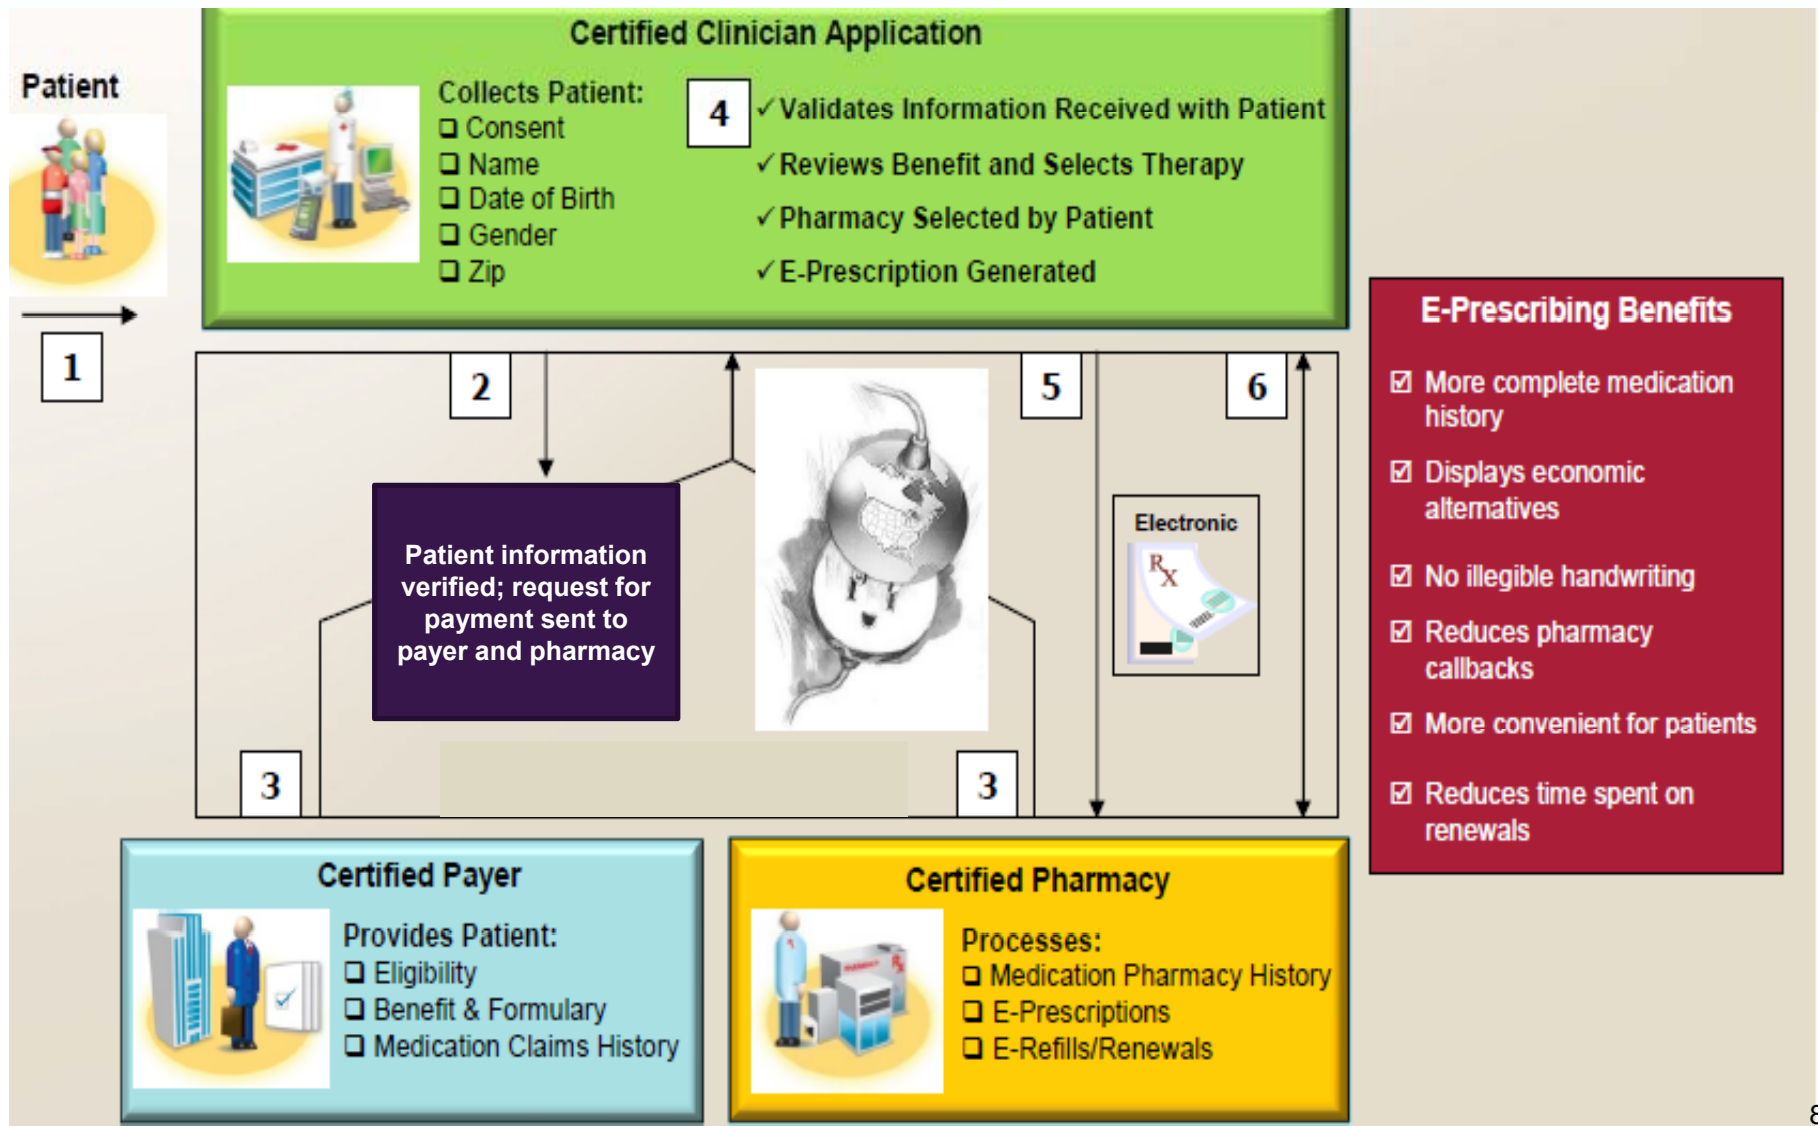 Certified Clinician Application
Patient
Collects Patient:
❑ Consent
❑ Name
❑ Date of Birth
❑ Gender
❑ Zip
4
✓Validates Information Received with Patient
✓Reviews Benefit and Selects Therapy
✓Pharmacy Selected by Patient
✓E-Prescription Generated
1
2
5
6
Patient information
verified; request for
payment sent to
payer and pharmacy
Electronic
Rx
3
3
E-Prescribing Benefits
☑ More complete medication
history
☑ Displays economic
alternatives
☑ No illegible handwriting
☑ Reduces pharmacy
callbacks
☑ More convenient for patients
☑ Reduces time spent on
renewals
Certified Payer
Provides Patient:
❑ Eligibility
❑ Benefit & Formulary
❑ Medication Claims History
Certified Pharmacy
PHARMACY Rx
Processes:
❑ Medication Pharmacy History
❑ E-Prescriptions
❑ E-Refills/Renewals